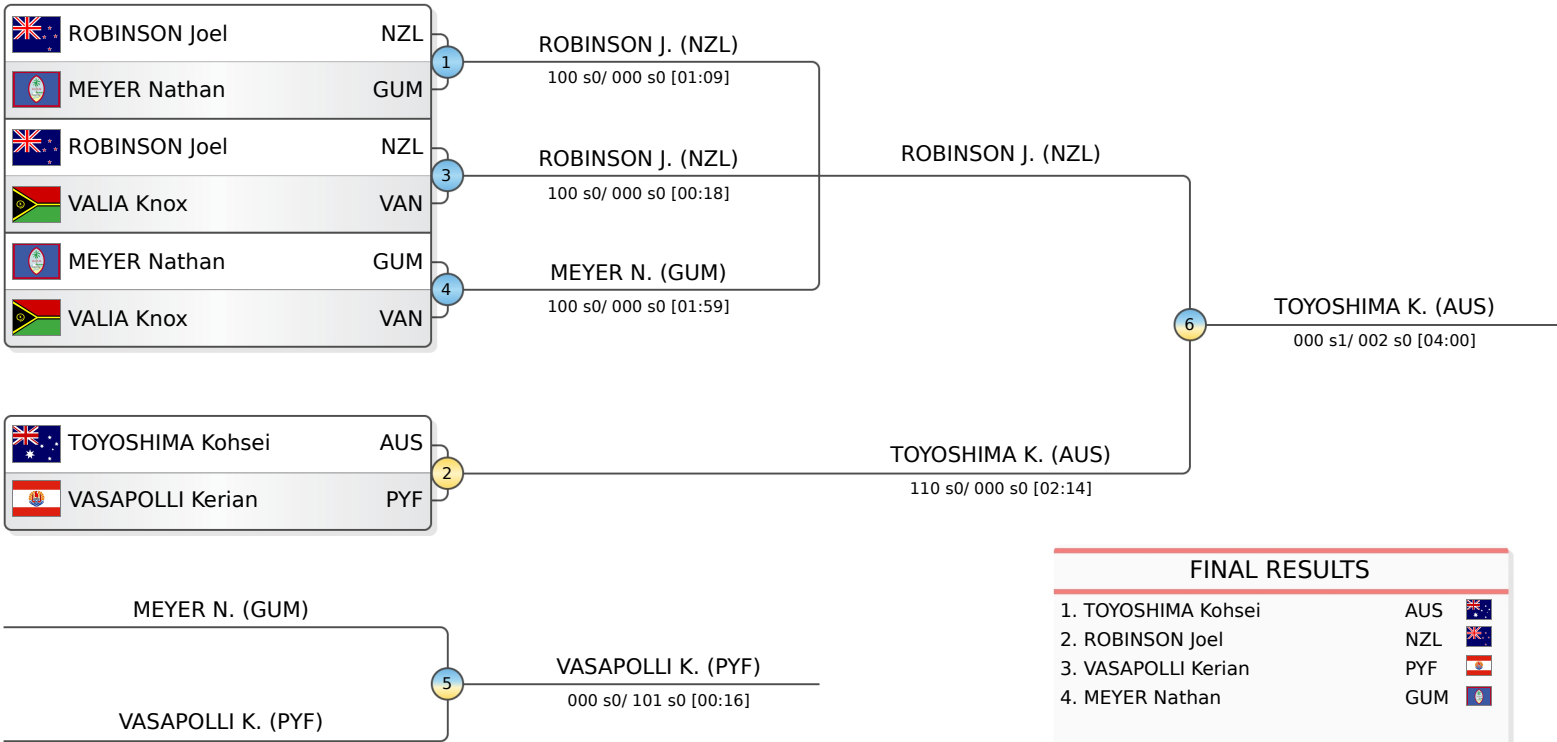 ROBINSON Joel NZL
MEYER Nathan GUM
1
ROBINSON J. (NZL)
100 s0/ 000 s0 [01:09]
ROBINSON Joel NZL
VALIA Knox VAN
3
ROBINSON J. (NZL)
100 s0/ 000 s0 [00:18]
MEYER Nathan GUM
VALIA Knox VAN
4
MEYER N. (GUM)
100 s0/ 000 s0 [01:59]
ROBINSON J. (NZL)
TOYOSHIMA Kohsei AUS
VASAPOLLI Kerian PYF
2
TOYOSHIMA K. (AUS)
110 s0/ 000 s0 [02:14]
6
TOYOSHIMA K. (AUS)
000 s1/ 002 s0 [04:00]
MEYER N. (GUM)
VASAPOLLI K. (PYF)
5
VASAPOLLI K. (PYF)
000 s0/ 101 s0 [00:16]
FINAL RESULTS
1. TOYOSHIMA Kohsei AUS
2. ROBINSON Joel NZL
3. VASAPOLLI Kerian PYF
4. MEYER Nathan GUM